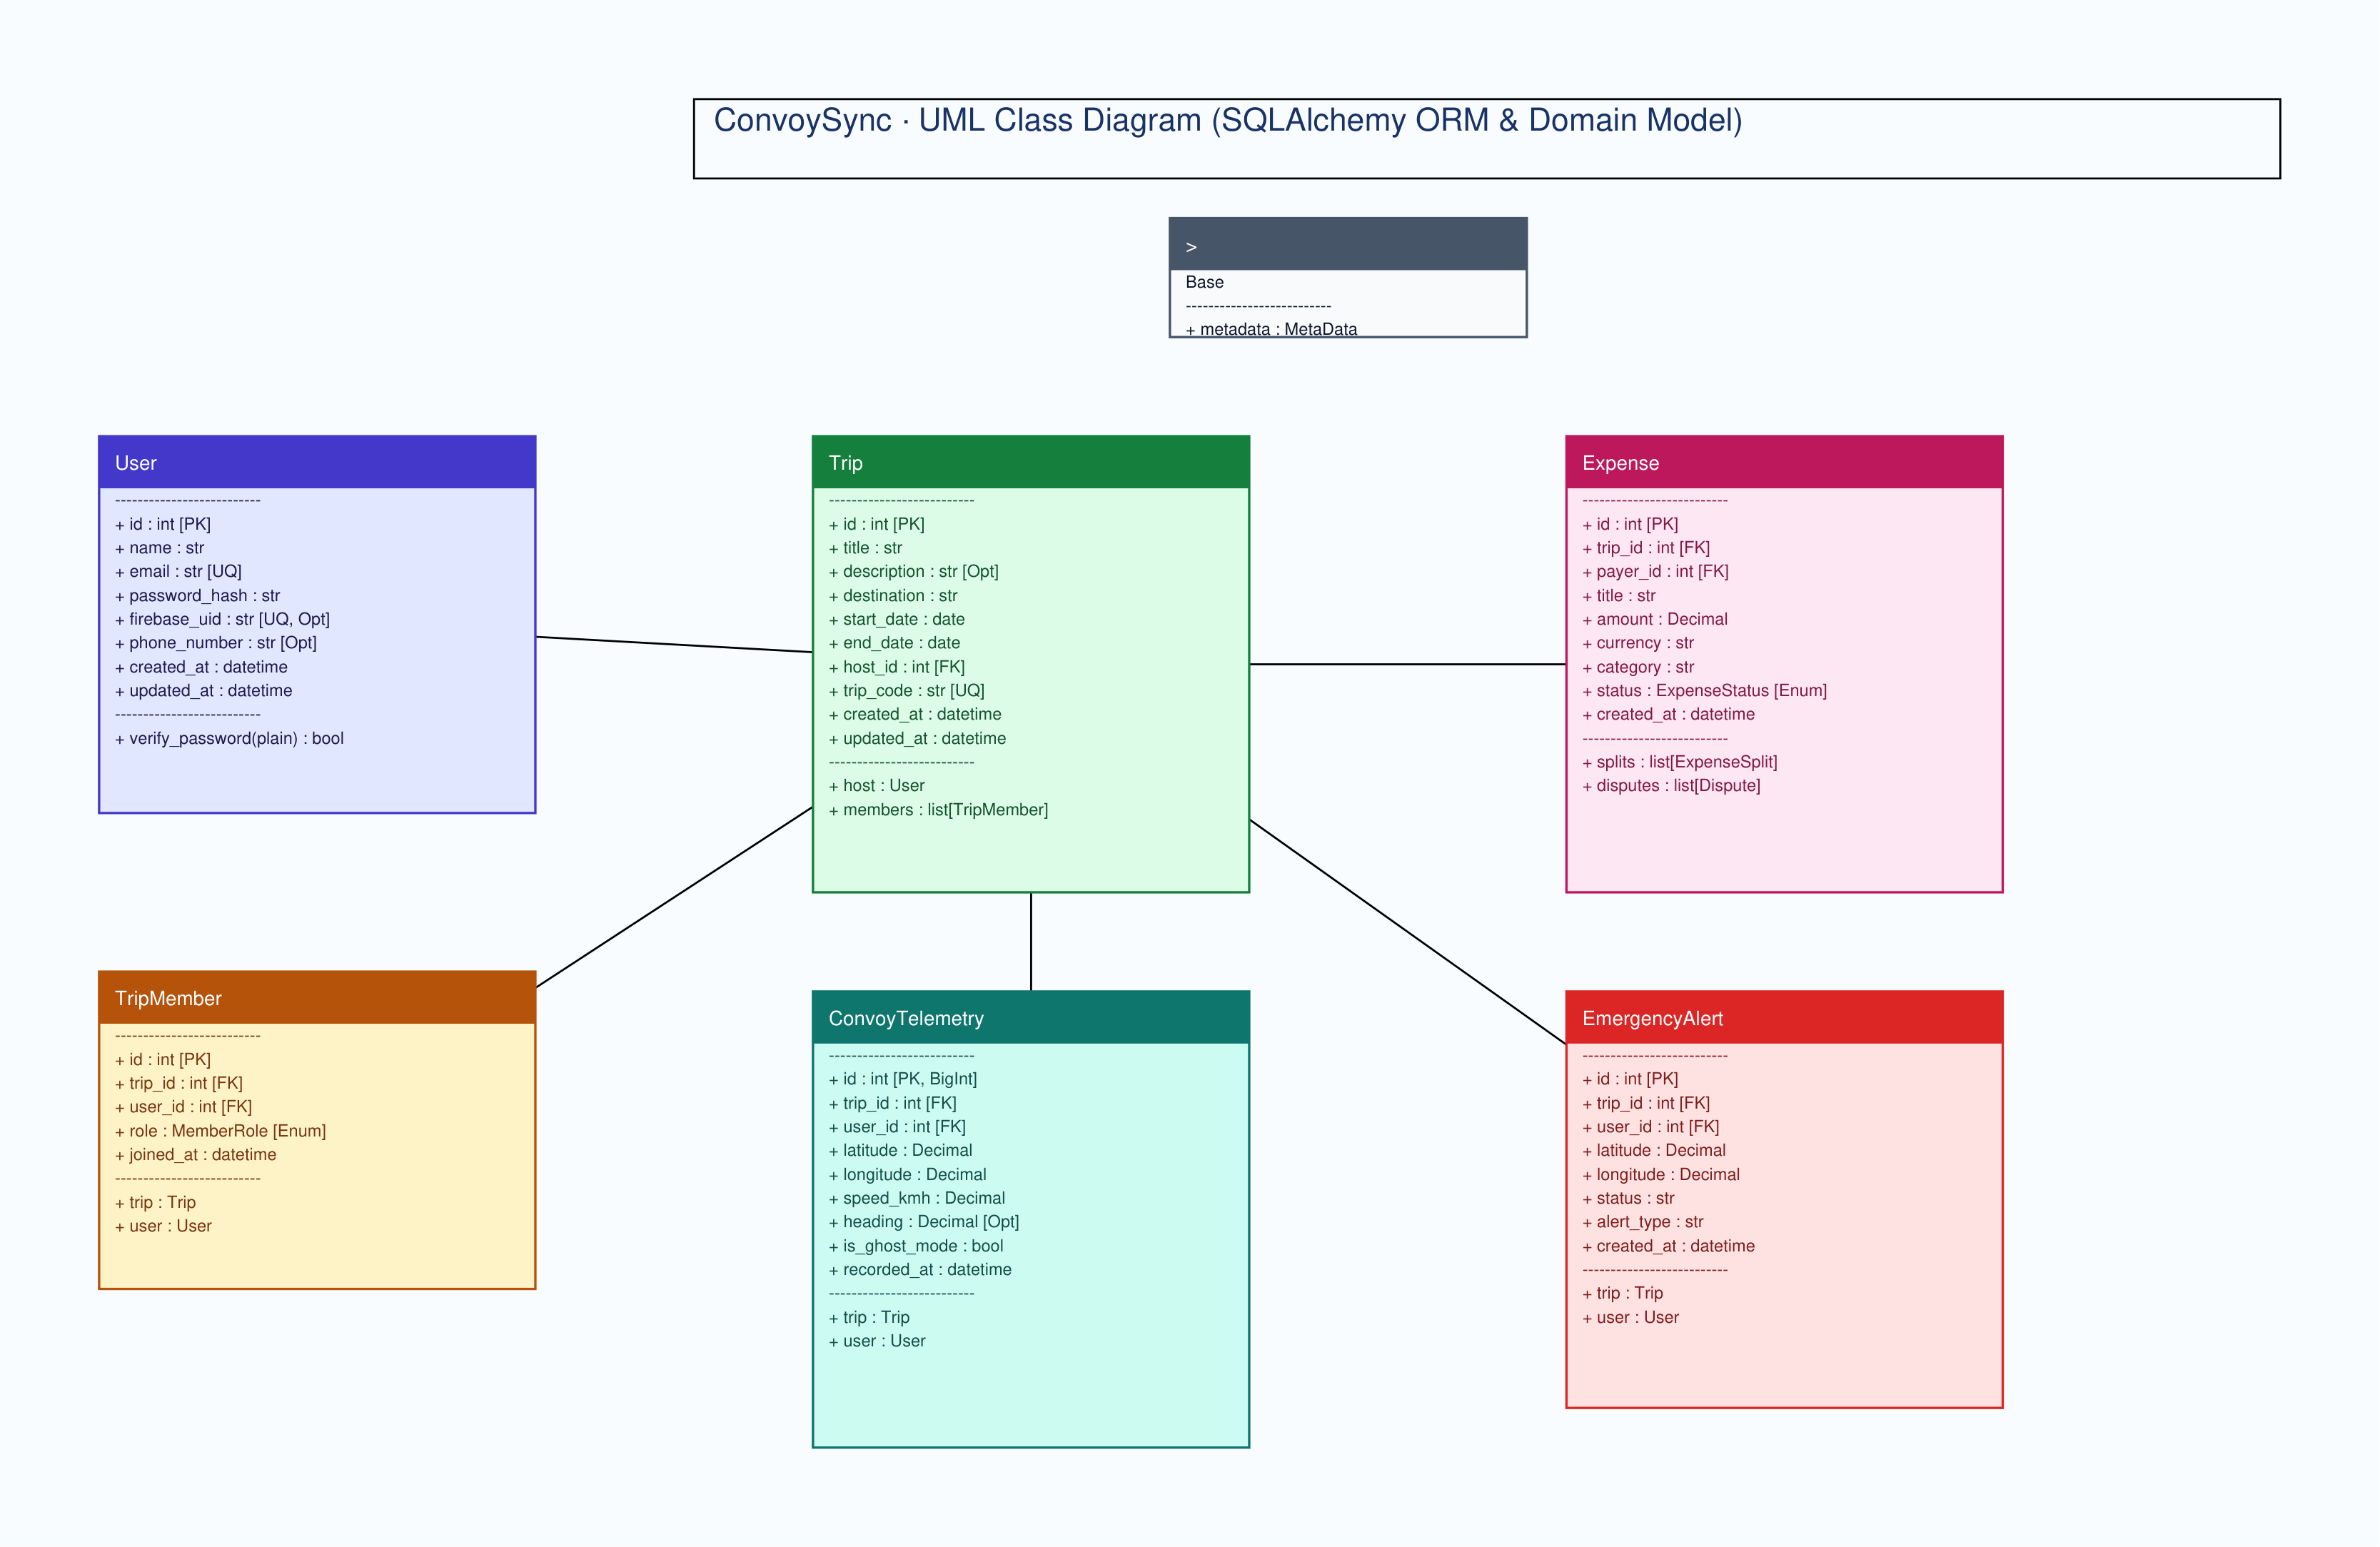 ConvoySync · UML Class Diagram (SQLAlchemy ORM & Domain Model)
>
Base
--------------------------
+ metadata : MetaData
User
--------------------------
+ id : int [PK]
+ name : str
+ email : str [UQ]
+ password_hash : str
+ firebase_uid : str [UQ, Opt]
+ phone_number : str [Opt]
+ created_at : datetime
+ updated_at : datetime
--------------------------
+ verify_password(plain) : bool
Trip
--------------------------
+ id : int [PK]
+ title : str
+ description : str [Opt]
+ destination : str
+ start_date : date
+ end_date : date
+ host_id : int [FK]
+ trip_code : str [UQ]
+ created_at : datetime
+ updated_at : datetime
--------------------------
+ host : User
+ members : list[TripMember]
Expense
--------------------------
+ id : int [PK]
+ trip_id : int [FK]
+ payer_id : int [FK]
+ title : str
+ amount : Decimal
+ currency : str
+ category : str
+ status : ExpenseStatus [Enum]
+ created_at : datetime
--------------------------
+ splits : list[ExpenseSplit]
+ disputes : list[Dispute]
TripMember
--------------------------
+ id : int [PK]
+ trip_id : int [FK]
+ user_id : int [FK]
+ role : MemberRole [Enum]
+ joined_at : datetime
--------------------------
+ trip : Trip
+ user : User
ConvoyTelemetry
--------------------------
+ id : int [PK, BigInt]
+ trip_id : int [FK]
+ user_id : int [FK]
+ latitude : Decimal
+ longitude : Decimal
+ speed_kmh : Decimal
+ heading : Decimal [Opt]
+ is_ghost_mode : bool
+ recorded_at : datetime
--------------------------
+ trip : Trip
+ user : User
EmergencyAlert
--------------------------
+ id : int [PK]
+ trip_id : int [FK]
+ user_id : int [FK]
+ latitude : Decimal
+ longitude : Decimal
+ status : str
+ alert_type : str
+ created_at : datetime
--------------------------
+ trip : Trip
+ user : User